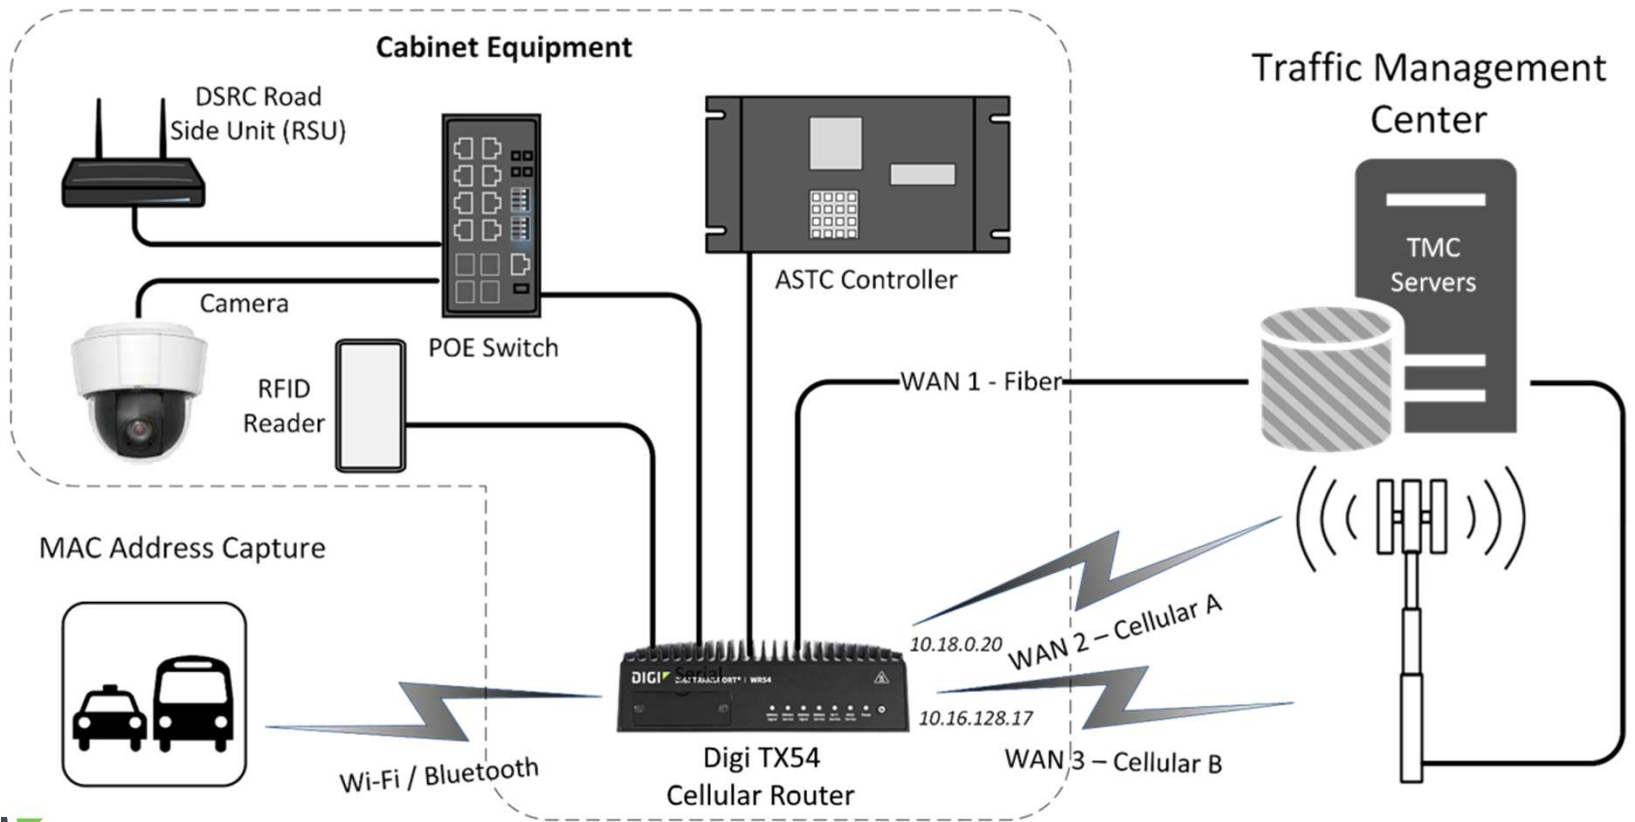 Cabinet Equipment
DSRC Road
Side Unit (RSU)
Camera
RFID
Reader
POE Switch
ASTC Controller
Traffic Management
Center
TMC
Servers
WAN 1 - Fiber
MAC Address Capture
Wi-Fi / Bluetooth
10.18.0.20
WAN 2 – Cellular A
10.16.128.17
WAN 3 – Cellular B
DIGI
Serial
WR54
Digi TX54
Cellular Router